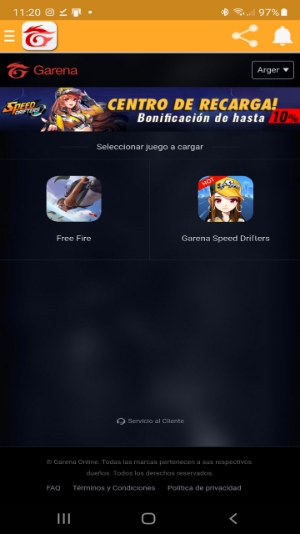 11:20
97%
Garena
Arger
SPEED DRIFTERS
CENTRO DE RECARGA!
Bonificación de hasta 10%
Seleccionar juego a cargar
HOT
Free Fire
Garena Speed Drifters
Servicio al Cliente
© Garena Online. Todas las marcas pertenecen a sus respectivos
dueños. Todos los derechos reservados.
FAQ Términos y Condiciones Política de privacidad